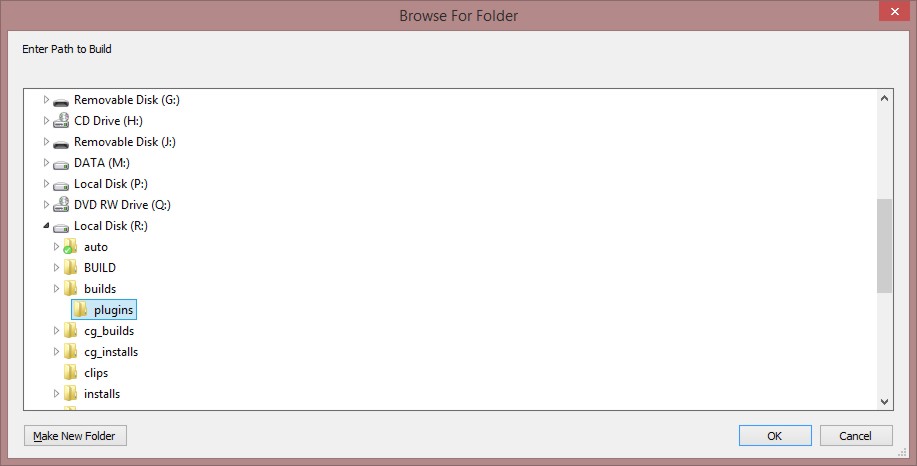 Browse For Folder
Enter Path to Build
Removable Disk (G:)
CD Drive (H:)
Removable Disk (J:)
DATA (M:)
Local Disk (P:)
DVD RW Drive (Q:)
Local Disk (R:)
auto
BUILD
builds
plugins
cg_builds
cg_installs
clips
installs
Make New Folder
OK
Cancel